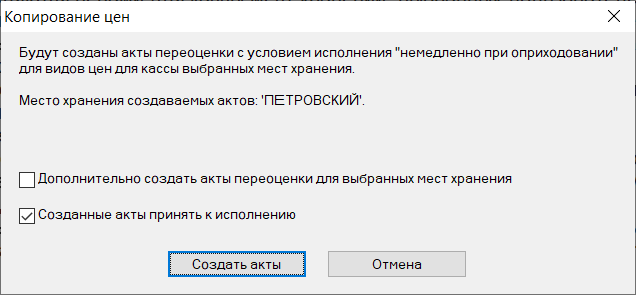 Копирование цен
Будут созданы акты переоценки с условием исполнения "немедленно при оприходовании"
для видов цен для кассы выбранных мест хранения.
Место хранения создаваемых актов: 'ПЕТРОВСКИЙ'.
Дополнительно создать акты переоценки для выбранных мест хранения
Созданные акты принять к исполнению
Создать акты
Отмена